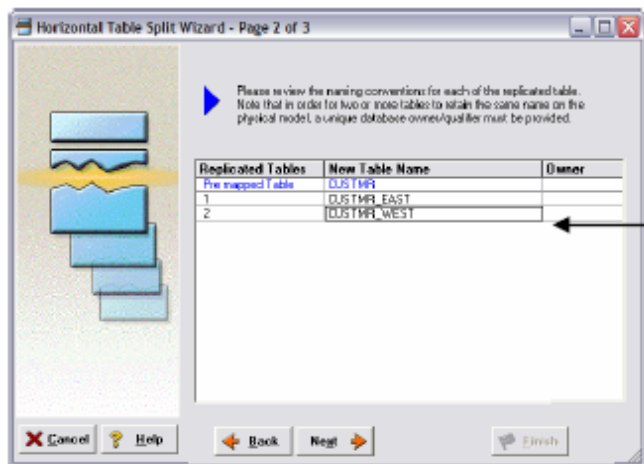 Horizontal Table Split Wizard - Page 2 of 3
Please review the naming conventions for each of the replicated table.
Note that in order for two or more tables to retain the same name on the
physical model, a unique database owner/qualifier must be provided.
Replicated Tables New Table Name Owner
Pre mapped Table CUSTMR
1 CUSTMR_EAST
2 CUSTMR_WEST
Cancel Help Back Next Finish